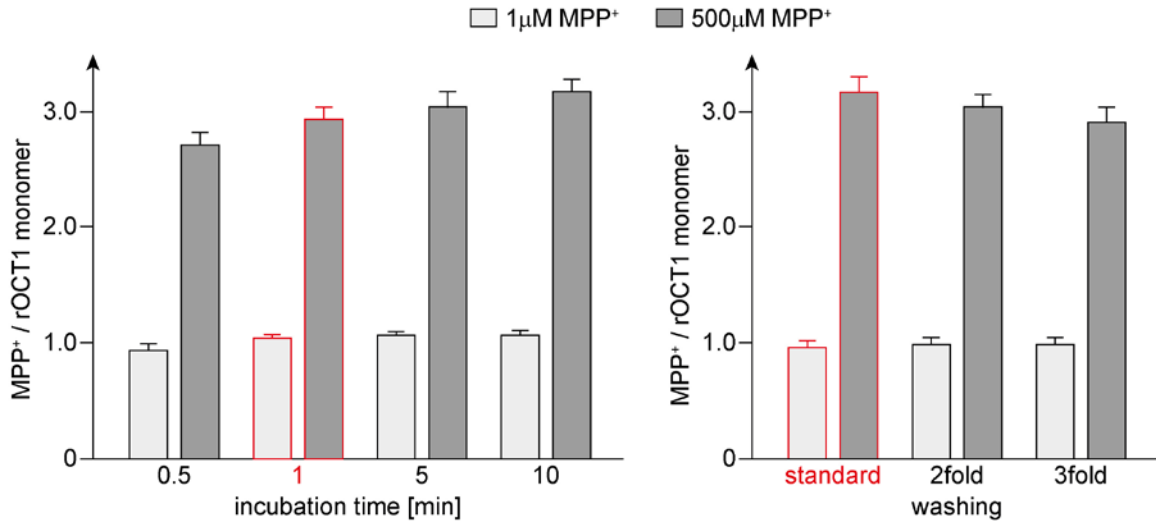 1μM MPP⁺ 500μM MPP⁺
MPP⁺ / rOCT1 monomer
3.0
2.0
1.0
0
0.5 1 5 10
incubation time [min]
MPP⁺ / rOCT1 monomer
3.0
2.0
1.0
0
standard 2fold 3fold
washing